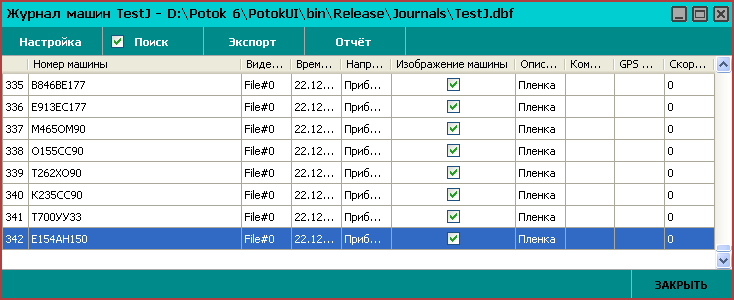 Журнал машин TestJ - D:\Potok 6\PotokUI\bin\Release\Journals\TestJ.dbf
Настройка Поиск Экспорт Отчёт
Номер машины Виде... Врем... Напр... Изображение машины Опис... Ком... GPS ... Скор...
335 В846ВЕ177 File#0 22.12... Приб... Пленка 0
336 Е913ЕС177 File#0 22.12... Приб... Пленка 0
337 М465ОМ90 File#0 22.12... Приб... Пленка 0
338 О155СС90 File#0 22.12... Приб... Пленка 0
339 Т262ХО90 File#0 22.12... Приб... Пленка 0
340 К235СС90 File#0 22.12... Приб... Пленка 0
341 Т700УУ33 File#0 22.12... Приб... Пленка 0
342 Е154АН150 File#0 22.12... Приб... Пленка 0
ЗАКРЫТЬ